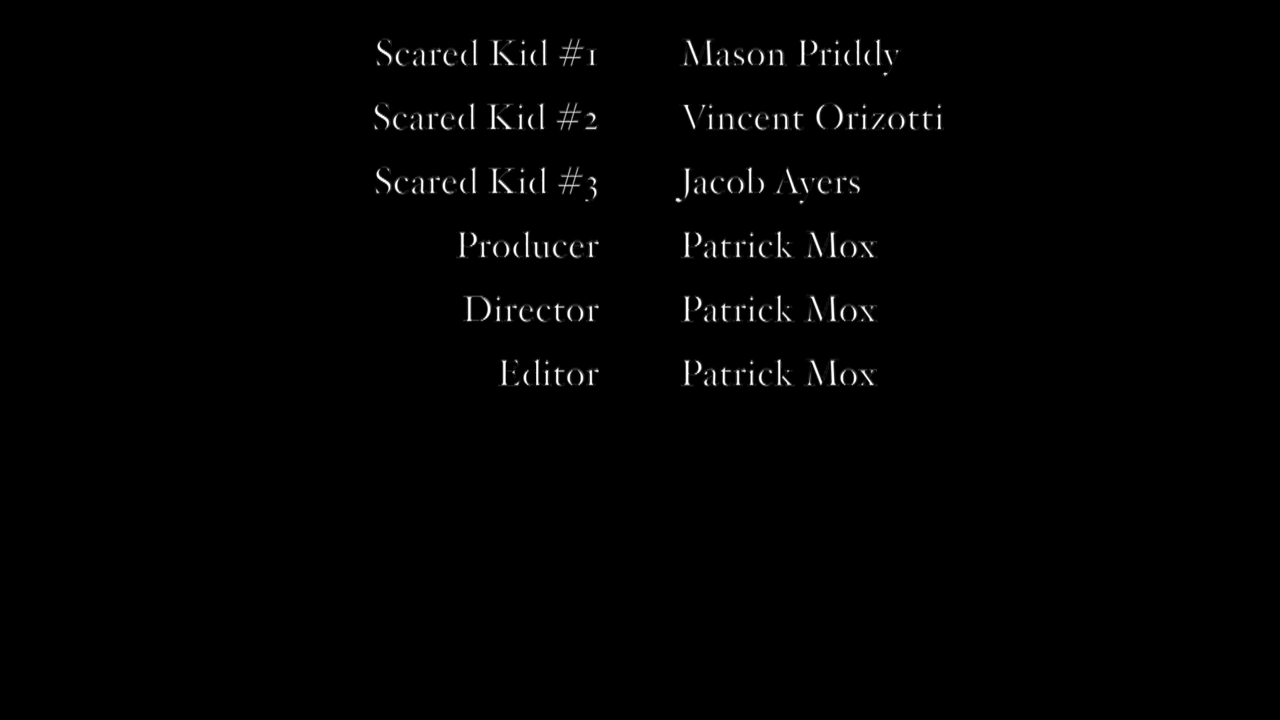 Scared Kid #1 Mason Priddy
Scared Kid #2 Vincent Orizotti
Scared Kid #3 Jacob Ayers
Producer Patrick Mox
Director Patrick Mox
Editor Patrick Mox